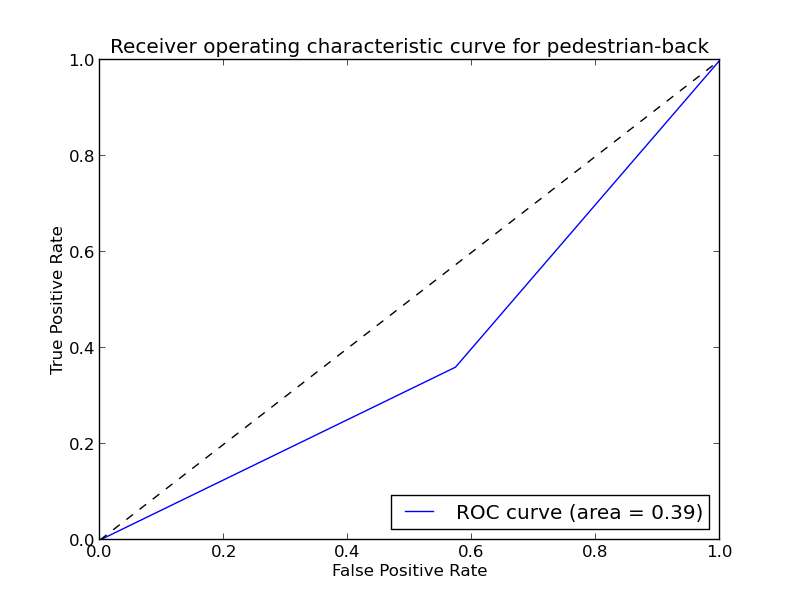 Receiver operating characteristic curve for pedestrian-back
1.0
0.8
0.6
0.4
0.2
0.0
True Positive Rate
ROC curve (area = 0.39)
0.0 0.2 0.4 0.6 0.8 1.0
False Positive Rate